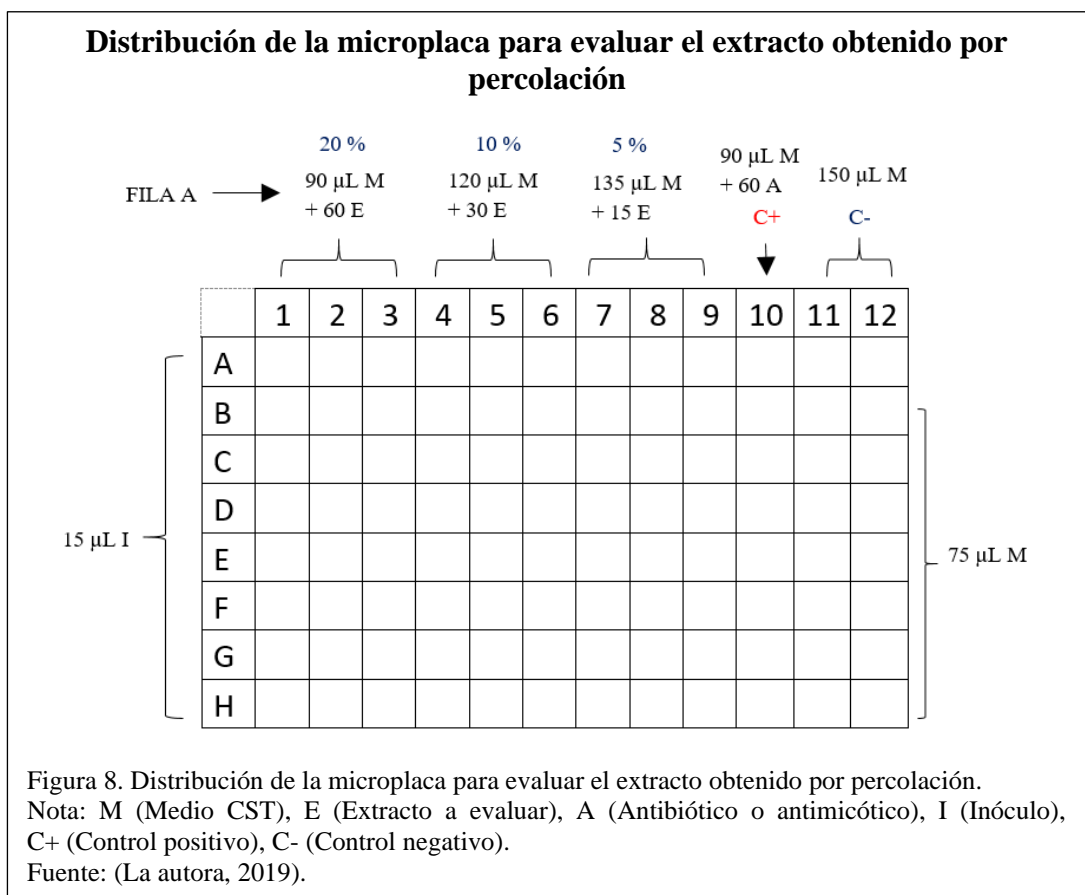 Distribución de la microplaca para evaluar el extracto obtenido por
percolación
20 %
10 %
5 %
FILA A
90 μL M
+ 60 E
120 μL M
+ 30 E
135 μL M
+ 15 E
90 μL M
+ 60 A
C+
150 μL M
C-
1 2 3 4 5 6 7 8 9 10 11 12
A
B
C
D
E
F
G
H
15 μL I
75 μL M
Figura 8. Distribución de la microplaca para evaluar el extracto obtenido por percolación.
Nota: M (Medio CST), E (Extracto a evaluar), A (Antibiótico o antimicótico), I (Inóculo),
C+ (Control positivo), C- (Control negativo).
Fuente: (La autora, 2019).